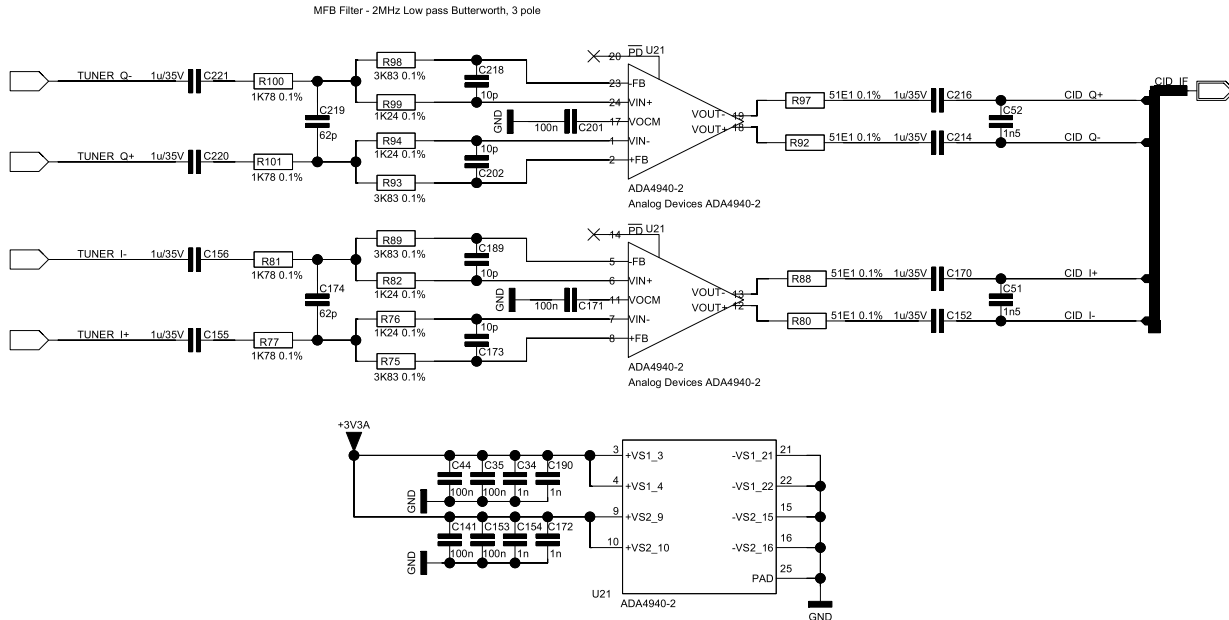 MFB Filter - 2MHz Low pass Butterworth, 3 pole
TUNER_Q- 1u/35V C221 R100 1K78 0.1%
R98 3K83 0.1%
C218 10p
R99 1K24 0.1%
C219 62p
GND 100n C201
TUNER_Q+ 1u/35V C220 R101 1K78 0.1%
R94 1K24 0.1%
10p C202
R93 3K83 0.1%
20 PD U21
23 -FB
24 VIN+
17 VOCM
1 VIN-
2 +FB
VOUT- 19
VOUT+ 18
ADA4940-2
Analog Devices ADA4940-2
R97 51E1 0.1% 1u/35V C216 CID_Q+
C52 1n5
R92 51E1 0.1% 1u/35V C214 CID_Q-
CID_IF
TUNER_I- 1u/35V C156 R81 1K78 0.1%
R89 3K83 0.1%
C189 10p
R82 1K24 0.1%
C174 62p
GND 100n C171
TUNER_I+ 1u/35V C155 R77 1K78 0.1%
R76 1K24 0.1%
10p C173
R75 3K83 0.1%
14 PD U21
5 -FB
6 VIN+
11 VOCM
7 VIN-
8 +FB
VOUT- 13
VOUT+ 12
ADA4940-2
Analog Devices ADA4940-2
R88 51E1 0.1% 1u/35V C170 CID_I+
C51 1n5
R80 51E1 0.1% 1u/35V C152 CID_I-
+3V3A
C44 C35 C34 C190
100n 100n 1n 1n
GND
C141 C153 C154 C172
100n 100n 1n 1n
GND
3 +VS1_3 -VS1_21 21
4 +VS1_4 -VS1_22 22
9 +VS2_9 -VS2_15 15
10 +VS2_10 -VS2_16 16
PAD 25
U21 ADA4940-2
GND